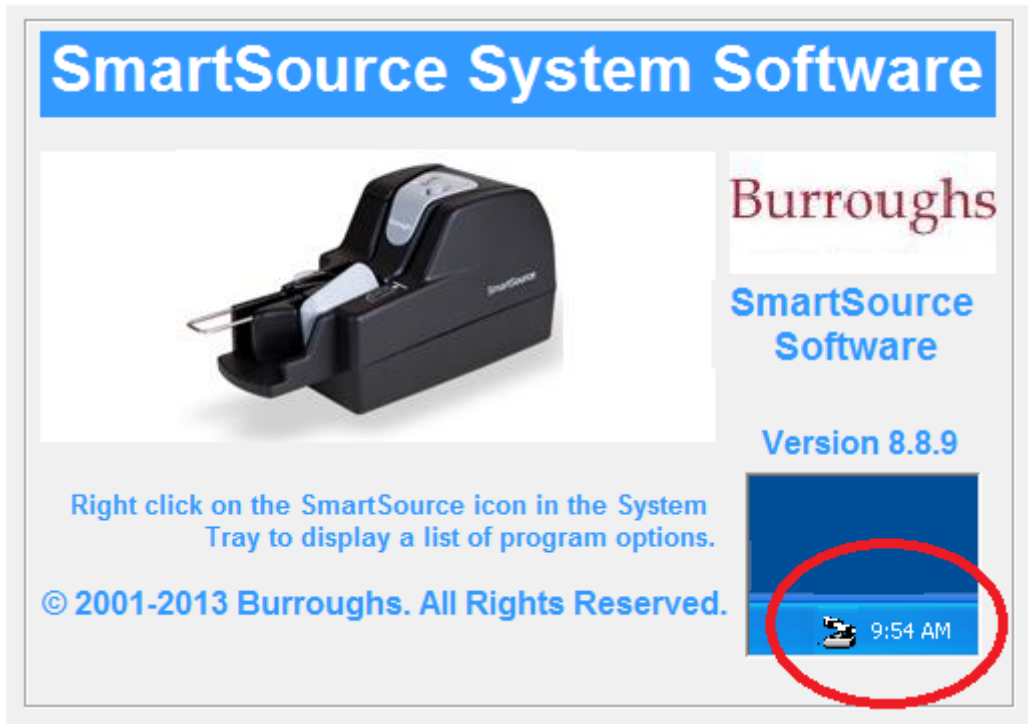 SmartSource System Software
SmartSource
Burroughs
SmartSource
Software
Version 8.8.9
Right click on the SmartSource icon in the System
Tray to display a list of program options.
© 2001-2013 Burroughs. All Rights Reserved.
9:54 AM